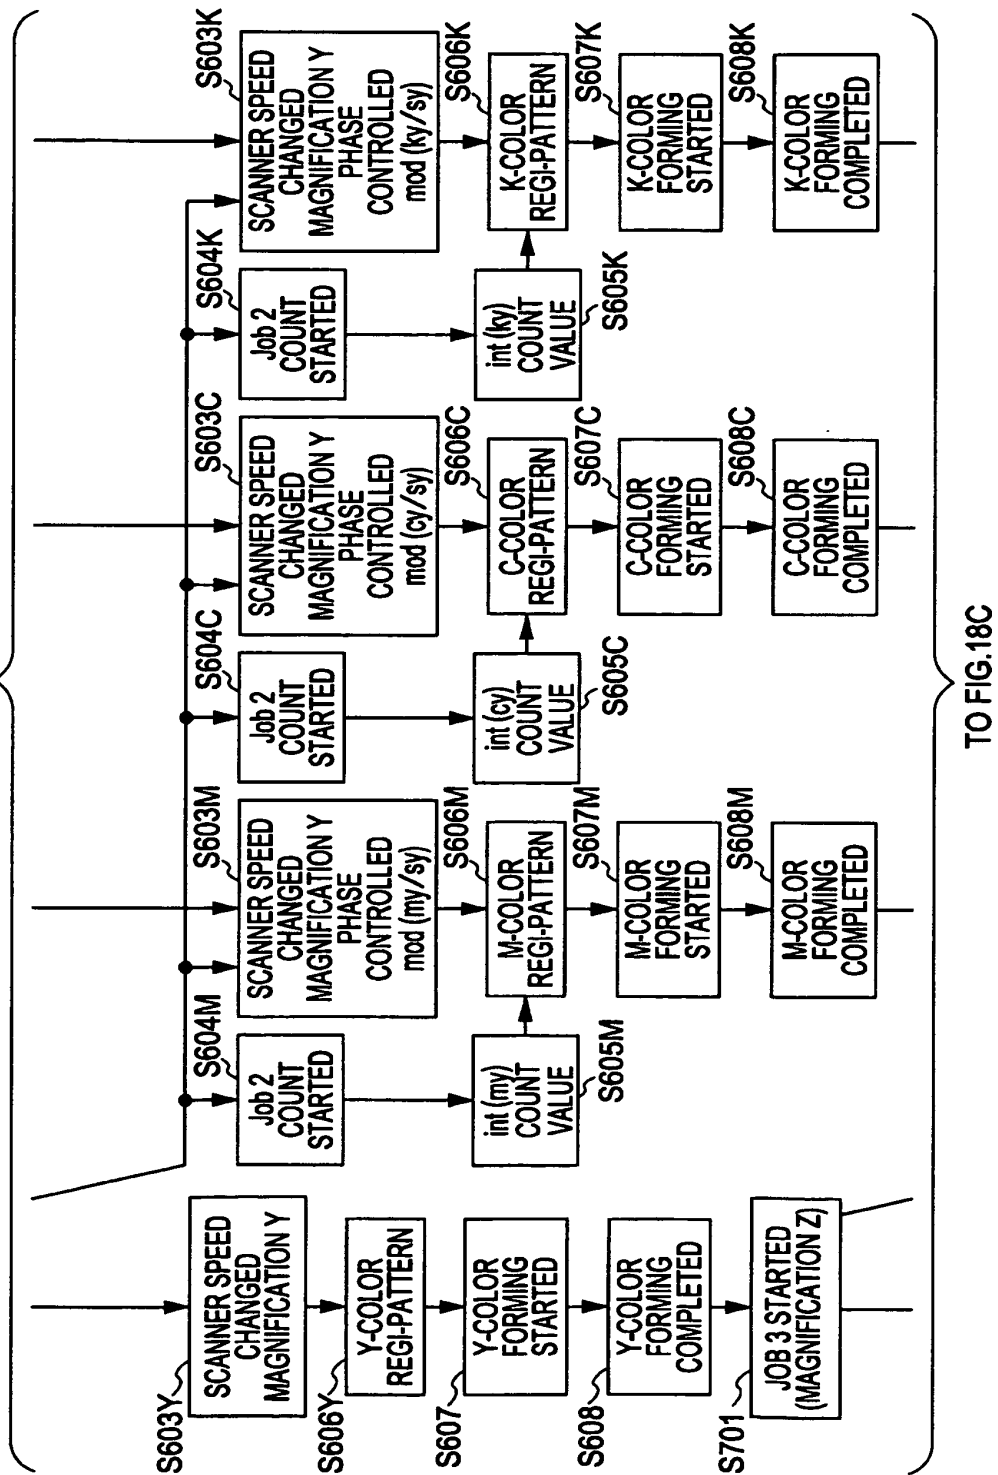 S603Y
SCANNER SPEED
CHANGED
MAGNIFICATION Y
S606Y
Y-COLOR
REGI-PATTERN
S607
Y-COLOR
FORMING
STARTED
S608
Y-COLOR
FORMING
COMPLETED
S701
JOB 3 STARTED
(MAGNIFICATION Z)
S604M
Job 2
COUNT
STARTED
S605M
int (my)
COUNT
VALUE
S603M
SCANNER SPEED
CHANGED
MAGNIFICATION Y
PHASE
CONTROLLED
mod (my/sy)
S606M
M-COLOR
REGI-PATTERN
S607M
M-COLOR
FORMING
STARTED
S608M
M-COLOR
FORMING
COMPLETED
S604C
Job 2
COUNT
STARTED
S605C
int (cy)
COUNT
VALUE
S603C
SCANNER SPEED
CHANGED
MAGNIFICATION Y
PHASE
CONTROLLED
mod (cy/sy)
S606C
C-COLOR
REGI-PATTERN
S607C
C-COLOR
FORMING
STARTED
S608C
C-COLOR
FORMING
COMPLETED
S604K
Job 2
COUNT
STARTED
S605K
int (ky)
COUNT
VALUE
S603K
SCANNER SPEED
CHANGED
MAGNIFICATION Y
PHASE
CONTROLLED
mod (ky/sy)
S606K
K-COLOR
REGI-PATTERN
S607K
K-COLOR
FORMING
STARTED
S608K
K-COLOR
FORMING
COMPLETED
TO FIG.18C